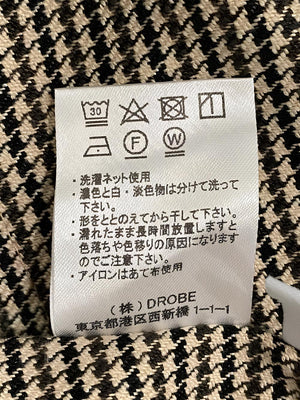 30
F W
・洗濯ネット使用
・濃色と白・淡色物は分けて洗って
下さい。
・形をととのえてから干して下さい。
・濡れたまま長時間放置しますと
色落ちや色移りの原因になります
のでご注意下さい。
・アイロンはあて布使用
(株) DROBE
東京都港区西新橋 1-1-1